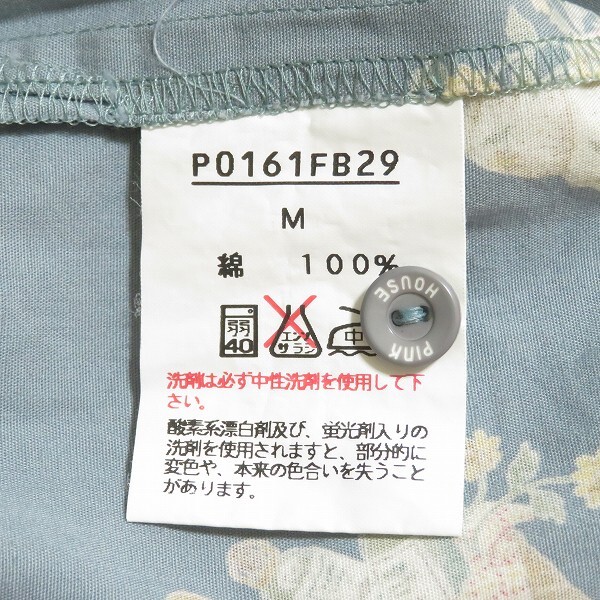 P0161FB29
M
綿 100%
弱
40
エンソ
サラシ
中
PINK
HOUSE
洗剤は必ず中性洗剤を使用して下
さい。
酸素系漂白剤及び、蛍光剤入りの
洗剤を使用されますと、部分的に
変色や、本来の色合いを失うこと
があります。